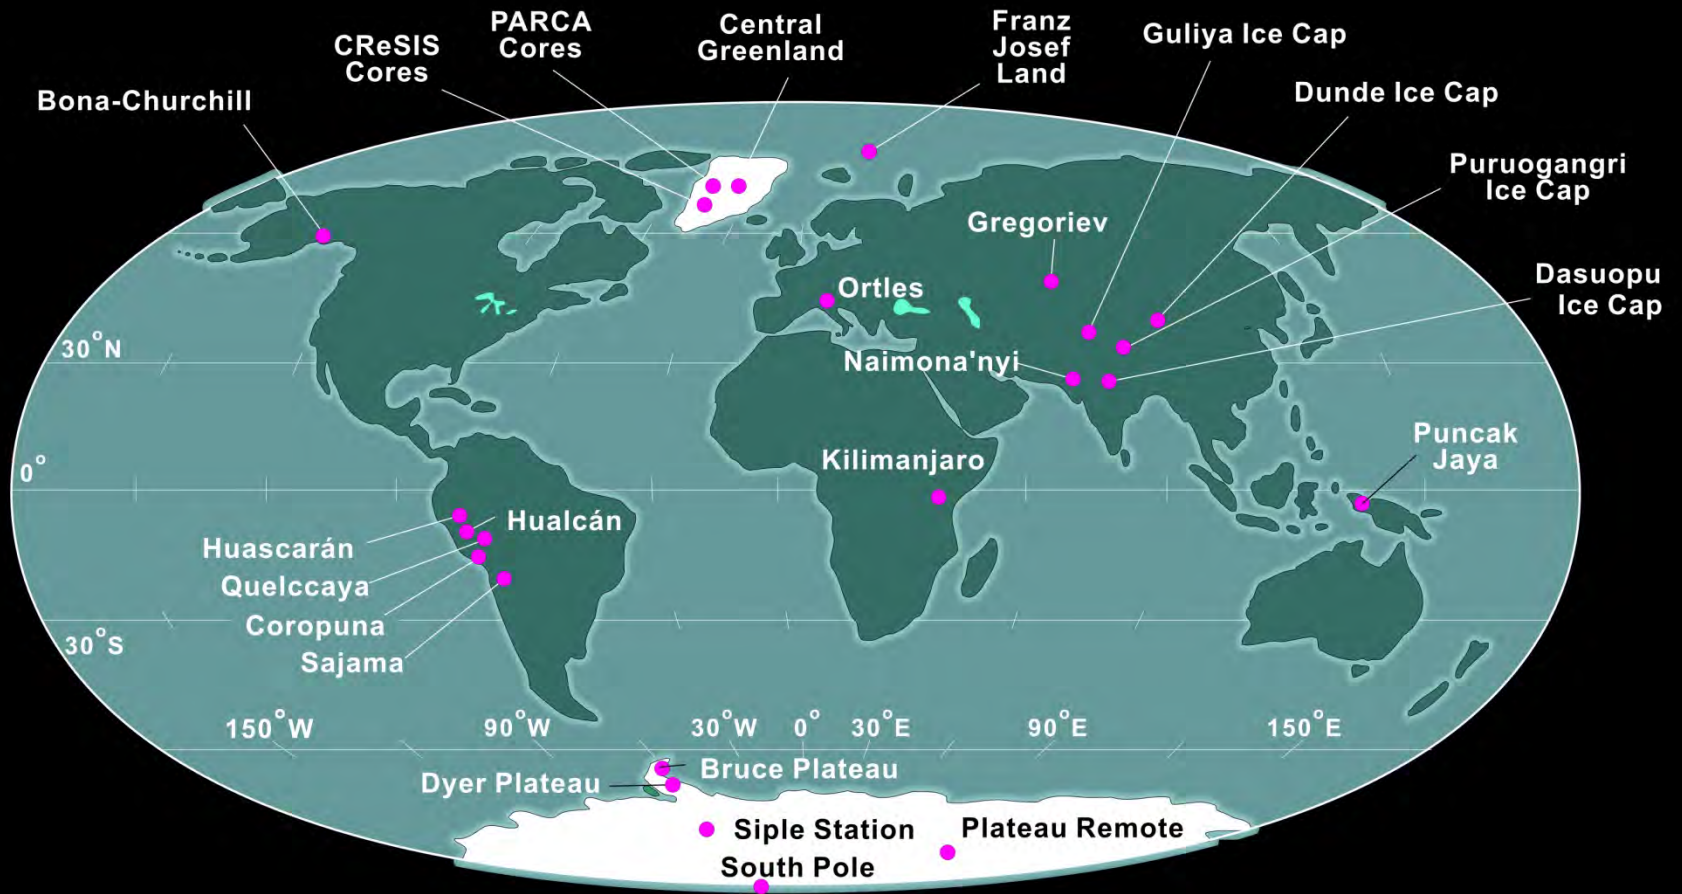 PARCA
Cores
Central
Greenland
Franz
Josef
Land
Guliya Ice Cap
CReSIS
Cores
Bona-Churchill
Dunde Ice Cap
Puruogangri
Ice Cap
Gregoriev
Dasuopu
Ice Cap
Ortles
30°N
Naimona'nyi
Puncak
Jaya
Kilimanjaro
0°
Hualcán
Huascarán
Quelccaya
Coropuna
30°S
Sajama
150°W
90°W
30°W
0°
30°E
90°E
150°E
Bruce Plateau
Dyer Plateau
Siple Station
Plateau Remote
South Pole